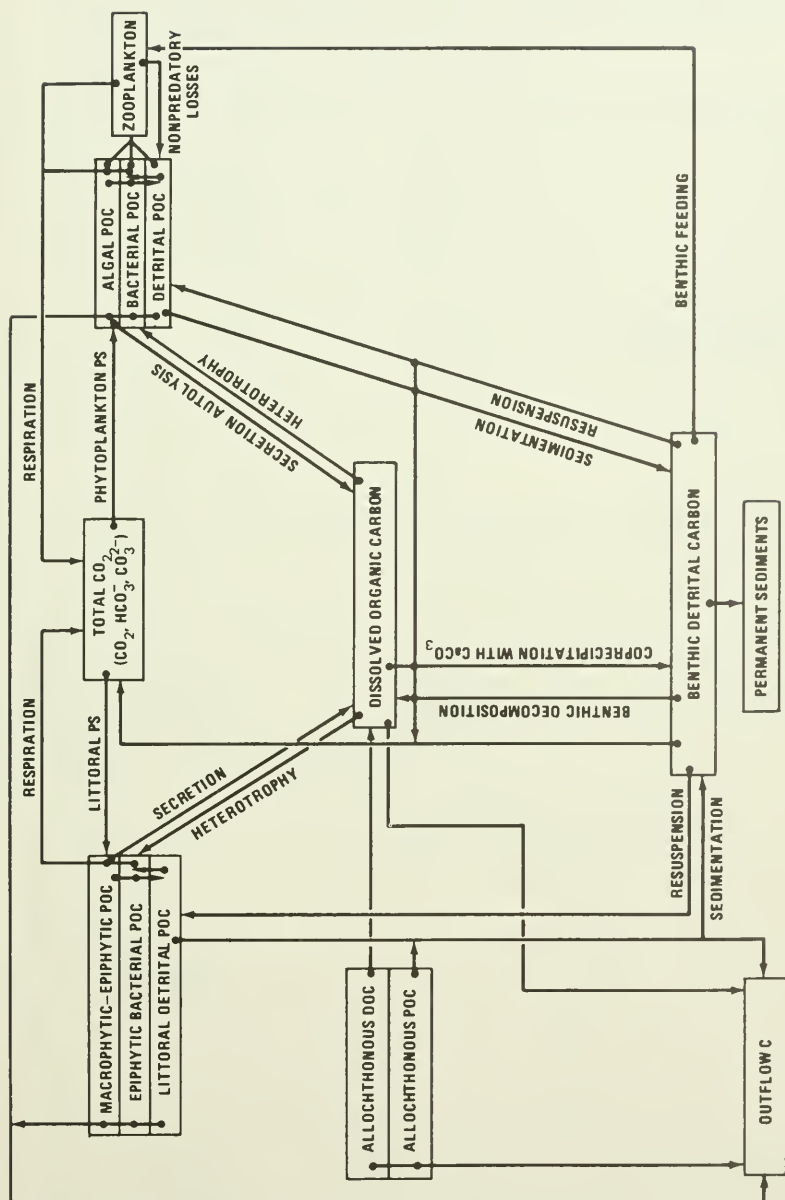 RESPIRATION
RESPIRATION
LITTORAL PS
PHYTOPLANKTON PS
TOTAL CO2
(CO2, HCO3−, CO32−)
MACROPHYTIC–EPIPHYTIC POC
EPIPHYTIC BACTERIAL POC
LITTORAL DETRITAL POC
ALGAL POC
BACTERIAL POC
DETRITAL POC
ZOOPLANKTON
NONPREDATORY
LOSSES
SECRETION
HETEROTROPHY
SECRETION AUTOLYSIS
HETEROTROPHY
DISSOLVED ORGANIC CARBON
ALLOCHTHONOUS DOC
ALLOCHTHONOUS POC
BENTHIC DECOMPOSITION
COPRECIPITATION WITH CaCO3
SEDIMENTATION
RESUSPENSION
RESUSPENSION
SEDIMENTATION
BENTHIC DETRITAL CARBON
BENTHIC FEEDING
OUTFLOW C
PERMANENT SEDIMENTS